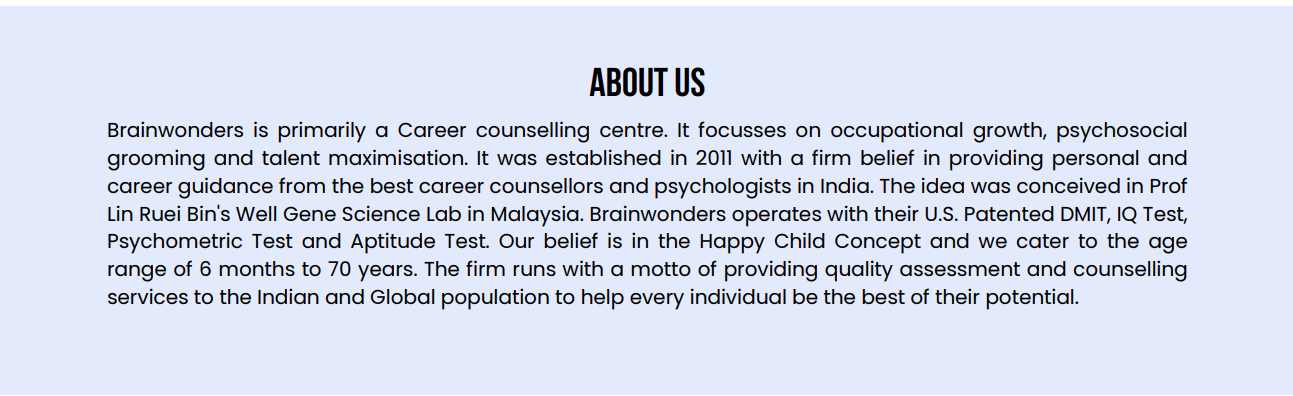 ABOUT US
Brainwonders is primarily a Career counselling centre. It focusses on occupational growth, psychosocial
grooming and talent maximisation. It was established in 2011 with a firm belief in providing personal and
career guidance from the best career counsellors and psychologists in India. The idea was conceived in Prof
Lin Ruei Bin's Well Gene Science Lab in Malaysia. Brainwonders operates with their U.S. Patented DMIT, IQ Test,
Psychometric Test and Aptitude Test. Our belief is in the Happy Child Concept and we cater to the age
range of 6 months to 70 years. The firm runs with a motto of providing quality assessment and counselling
services to the Indian and Global population to help every individual be the best of their potential.